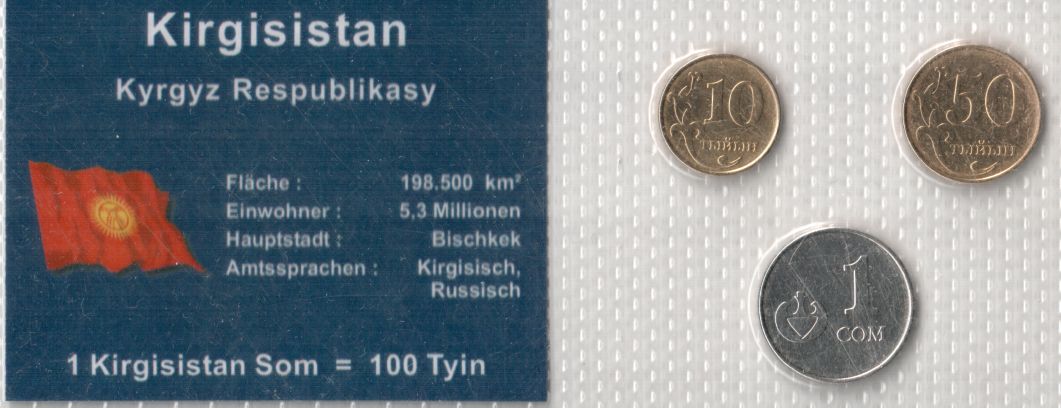 Kirgisistan
Kyrgyz Respublikasy
Fläche : 198.500 km²
Einwohner : 5,3 Millionen
Hauptstadt : Bischkek
Amtssprachen : Kirgisisch,
Russisch
1 Kirgisistan Som = 100 Tyin
10
тыйын
50
тыйын
1
СОМ